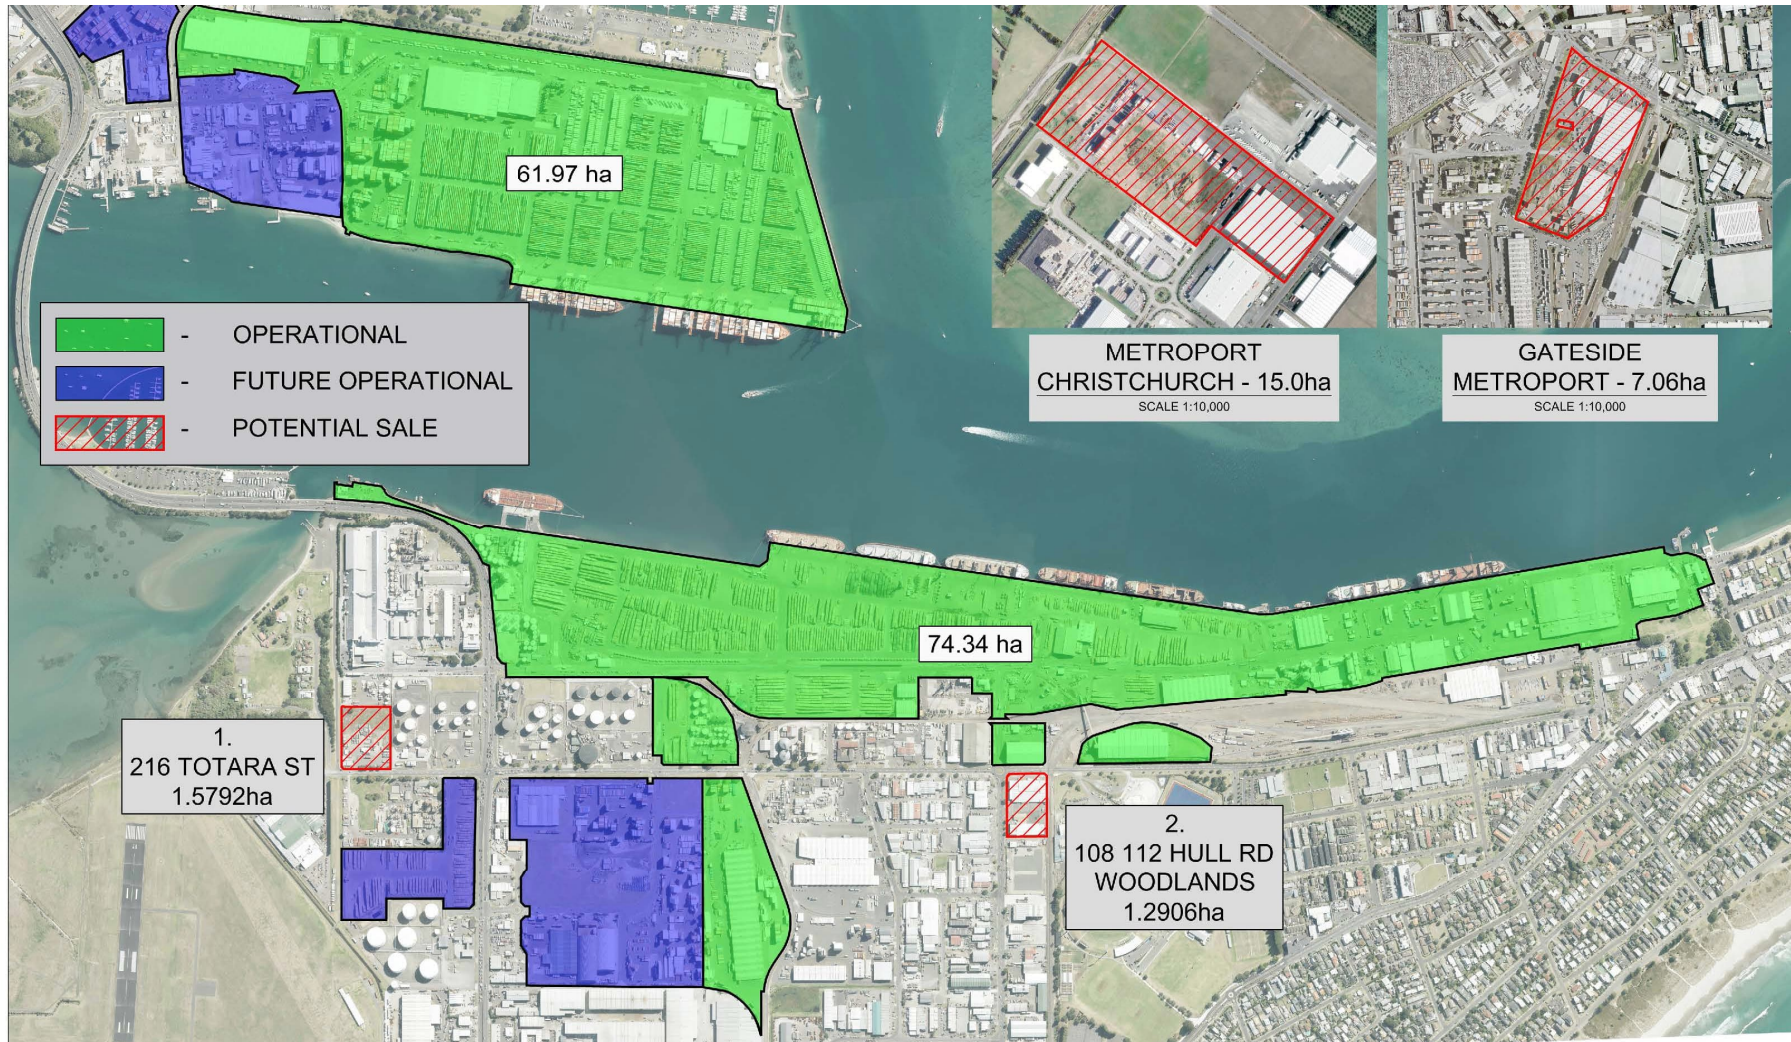 61.97 ha
- OPERATIONAL
- FUTURE OPERATIONAL
- POTENTIAL SALE
METROPORT
CHRISTCHURCH - 15.0ha
SCALE 1:10,000
GATESIDE
METROPORT - 7.06ha
SCALE 1:10,000
74.34 ha
1.
216 TOTARA ST
1.5792ha
2.
108 112 HULL RD
WOODLANDS
1.2906ha